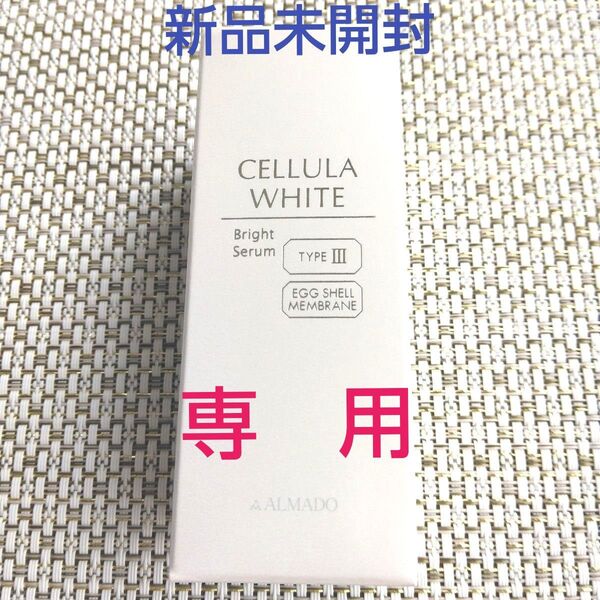 新品未開封
CELLULA
WHITE
Bright
Serum
TYPE III
EGG SHELL
MEMBRANE
専 用
ALMADO